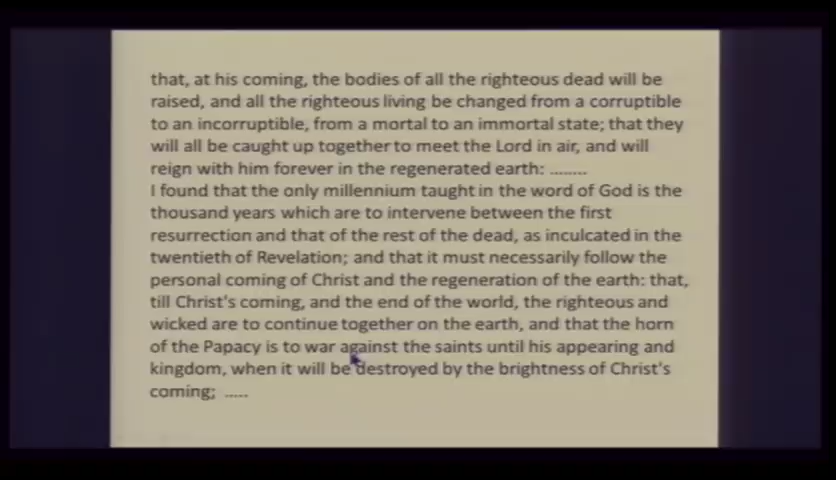 that, at his coming, the bodies of all the righteous dead will be
raised, and all the righteous living be changed from a corruptible
to an incorruptible, from a mortal to an immortal state; that they
will all be caught up together to meet the Lord in air, and will
reign with him forever in the regenerated earth: ........
I found that the only millennium taught in the word of God is the
thousand years which are to intervene between the first
resurrection and that of the rest of the dead, as inculcated in the
twentieth of Revelation; and that it must necessarily follow the
personal coming of Christ and the regeneration of the earth: that,
till Christ's coming, and the end of the world, the righteous and
wicked are to continue together on the earth, and that the horn
of the Papacy is to war against the saints until his appearing and
kingdom, when it will be destroyed by the brightness of Christ's
coming; .....